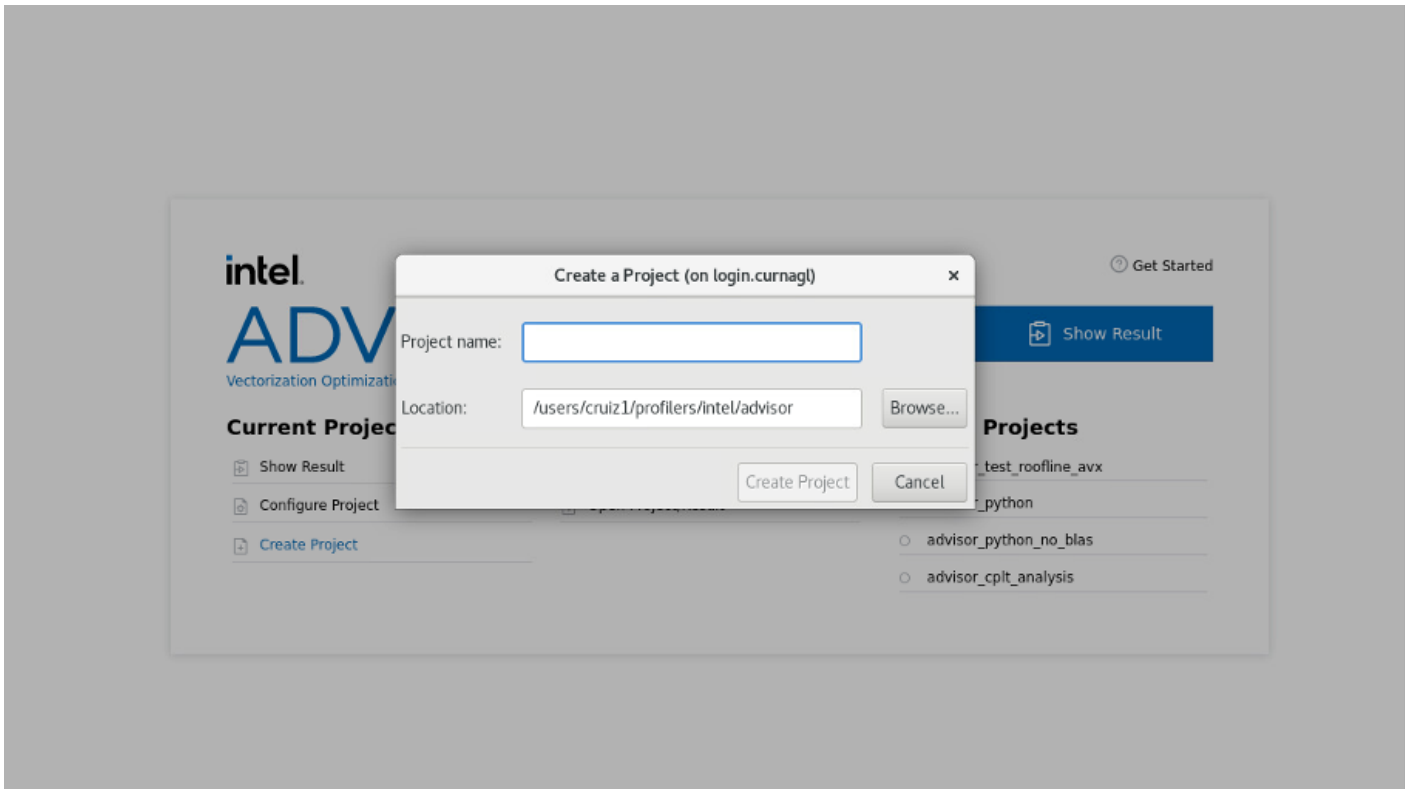 intel.
Get Started
Create a Project (on login.curnagl)
×
Project name:
ADV
Show Result
Vectorization Optimizati
Location:
/users/cruiz1/profilers/intel/advisor
Browse...
Current Projec
Projects
Show Result
_test_roofline_avx
Create Project
Cancel
Configure Project
_python
Create Project
advisor_python_no_blas
advisor_cplt_analysis